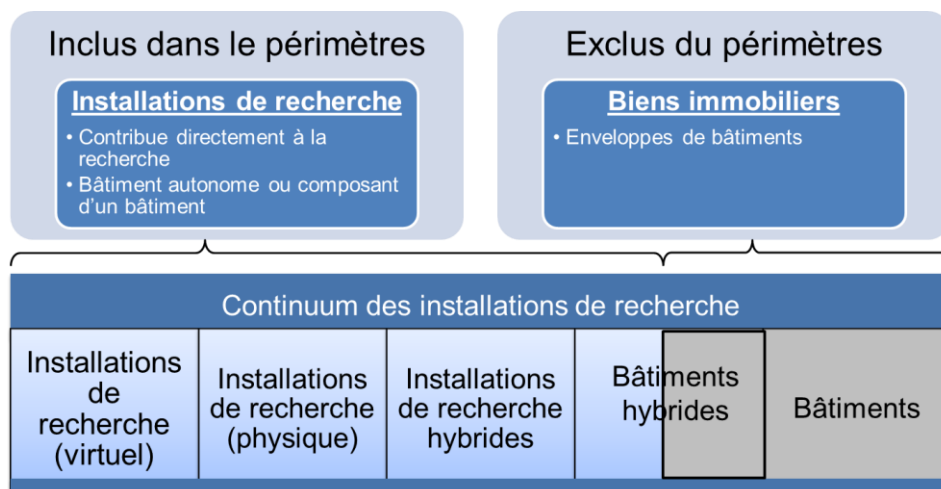 Inclus dans le périmètres
Installations de recherche
• Contribue directement à la
recherche
• Bâtiment autonome ou composant
d'un bâtiment
Exclus du périmètres
Biens immobiliers
• Enveloppes de bâtiments
Continuum des installations de recherche
Installations
de
recherche
(virtuel)
Installations
de recherche
(physique)
Installations
de recherche
hybrides
Bâtiments
hybrides
Bâtiments